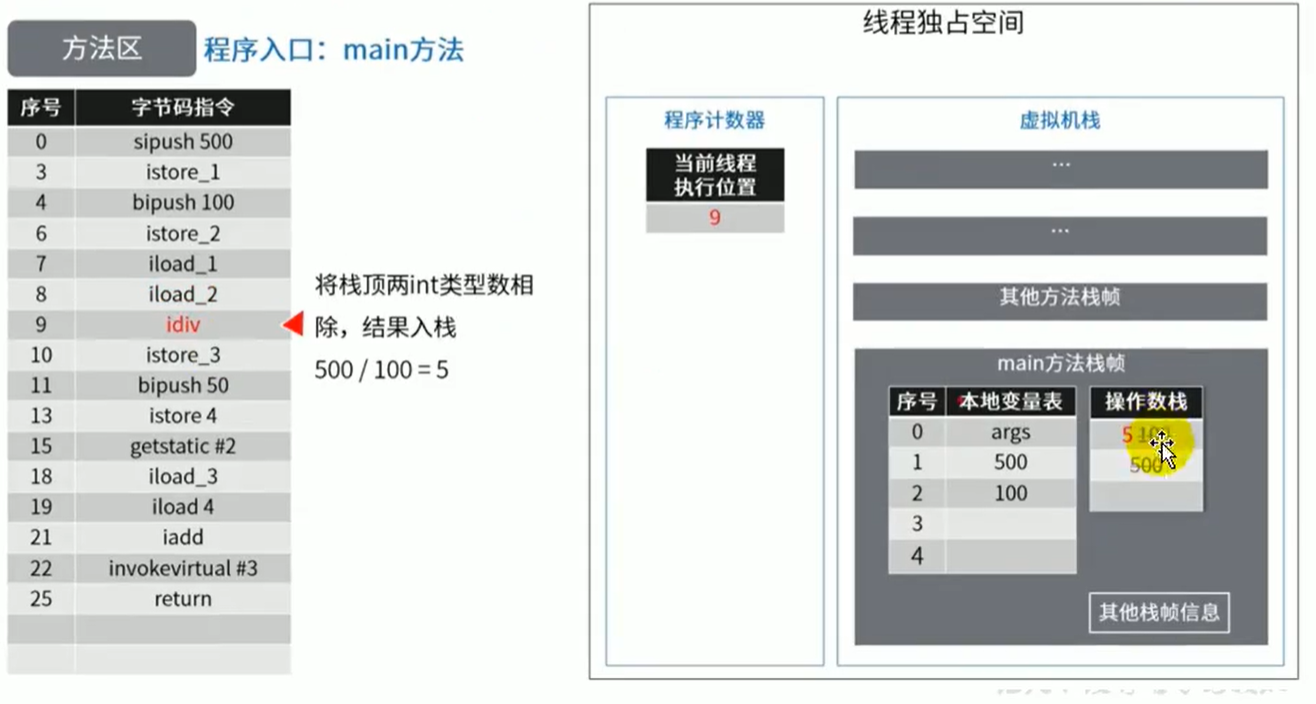 方法区 程序入口：main方法
序号 字节码指令
0 sipush 500
3 istore_1
4 bipush 100
6 istore_2
7 iload_1
8 iload_2
9 idiv
10 istore_3
11 bipush 50
13 istore 4
15 getstatic #2
18 iload_3
19 iload 4
21 iadd
22 invokevirtual #3
25 return
将栈顶两int类型数相
除，结果入栈
500 / 100 = 5
线程独占空间
程序计数器
当前线程
执行位置
9
虚拟机栈
...
...
其他方法栈帧
main方法栈帧
序号 本地变量表 操作数栈
0 args 5 100
1 500 500
2 100
3
4
其他栈帧信息